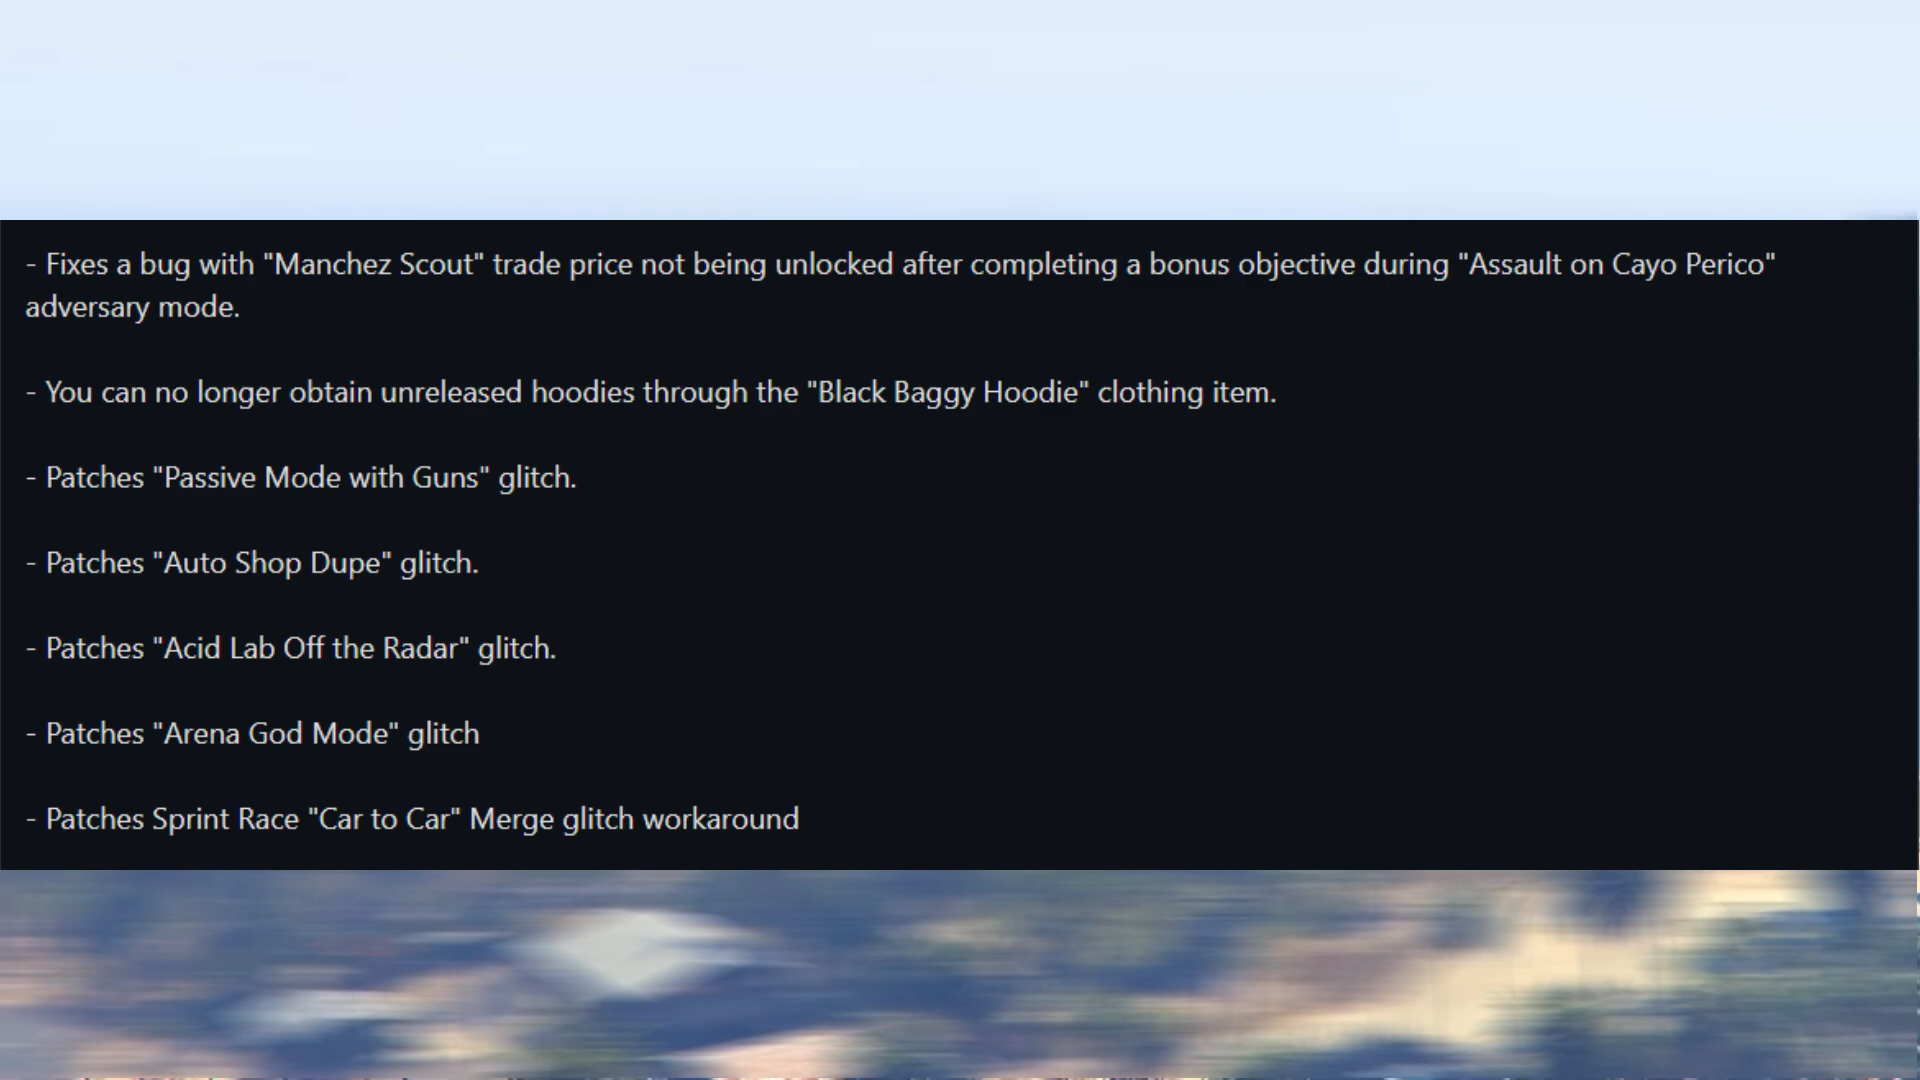 - Fixes a bug with "Manchez Scout" trade price not being unlocked after completing a bonus objective during "Assault on Cayo Perico"
adversary mode.
- You can no longer obtain unreleased hoodies through the "Black Baggy Hoodie" clothing item.
- Patches "Passive Mode with Guns" glitch.
- Patches "Auto Shop Dupe" glitch.
- Patches "Acid Lab Off the Radar" glitch.
- Patches "Arena God Mode" glitch
- Patches Sprint Race "Car to Car" Merge glitch workaround